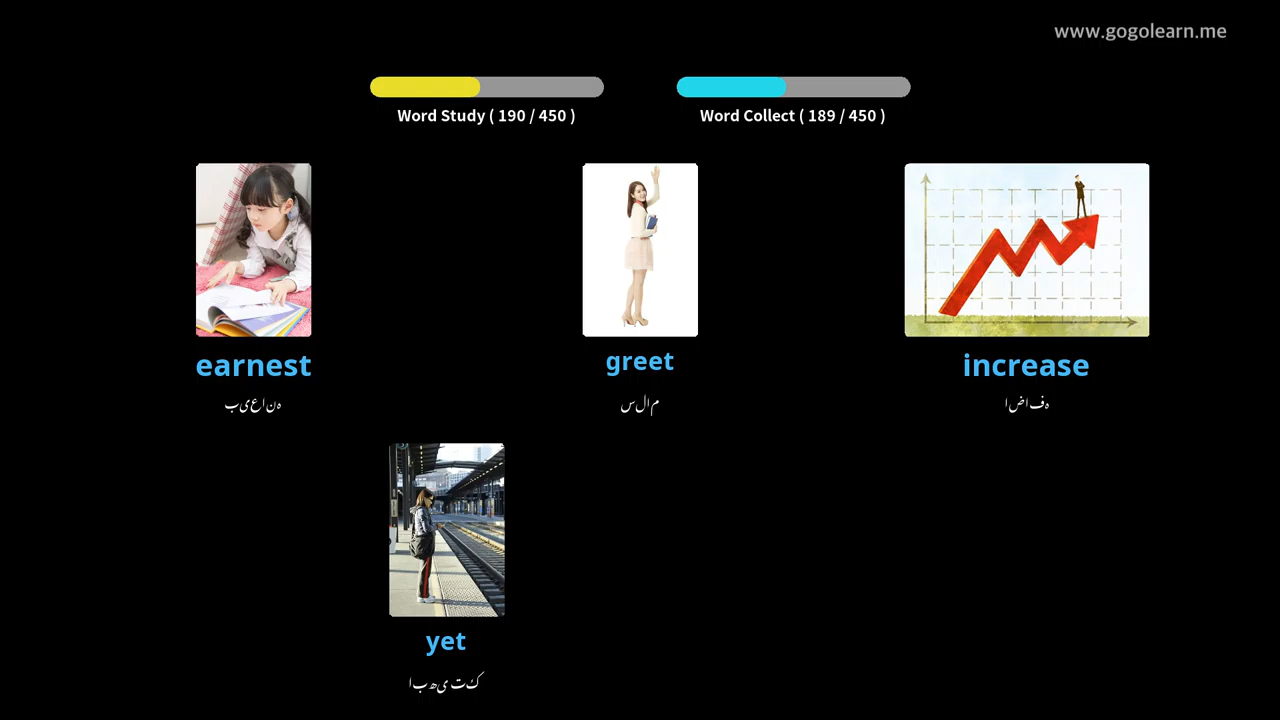 www.gogolearn.me
Word Study ( 190 / 450 )
Word Collect ( 189 / 450 )
earnest
بیعانہ
greet
سلام
increase
اضافہ
yet
ابھی تک